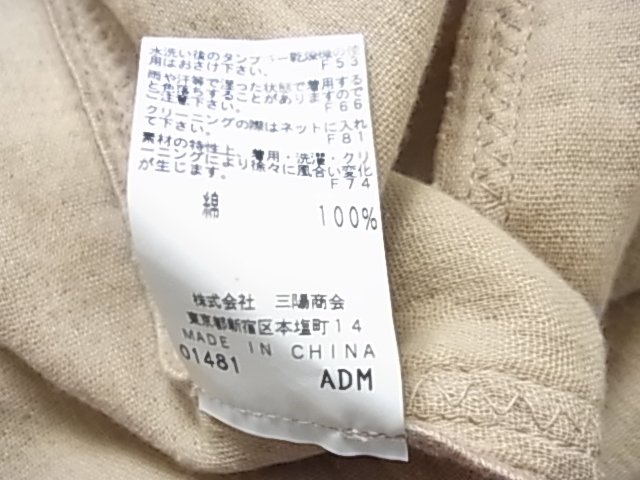 水洗い後のタンブラー乾燥機の使
用はおさけ下さい。 F53
雨や汗等で湿った状態で着用する
と色落ちすることがありますので
ご注意下さい。 F66
クリーニングの際はネットに入れ
て下さい。 F81
素材の特性上、着用・洗濯・クリ
ーニングにより徐々に風合い変化
が生じます。 F74
綿 100%
株式会社 三陽商会
東京都新宿区本塩町14
MADE IN CHINA
01481
ADM